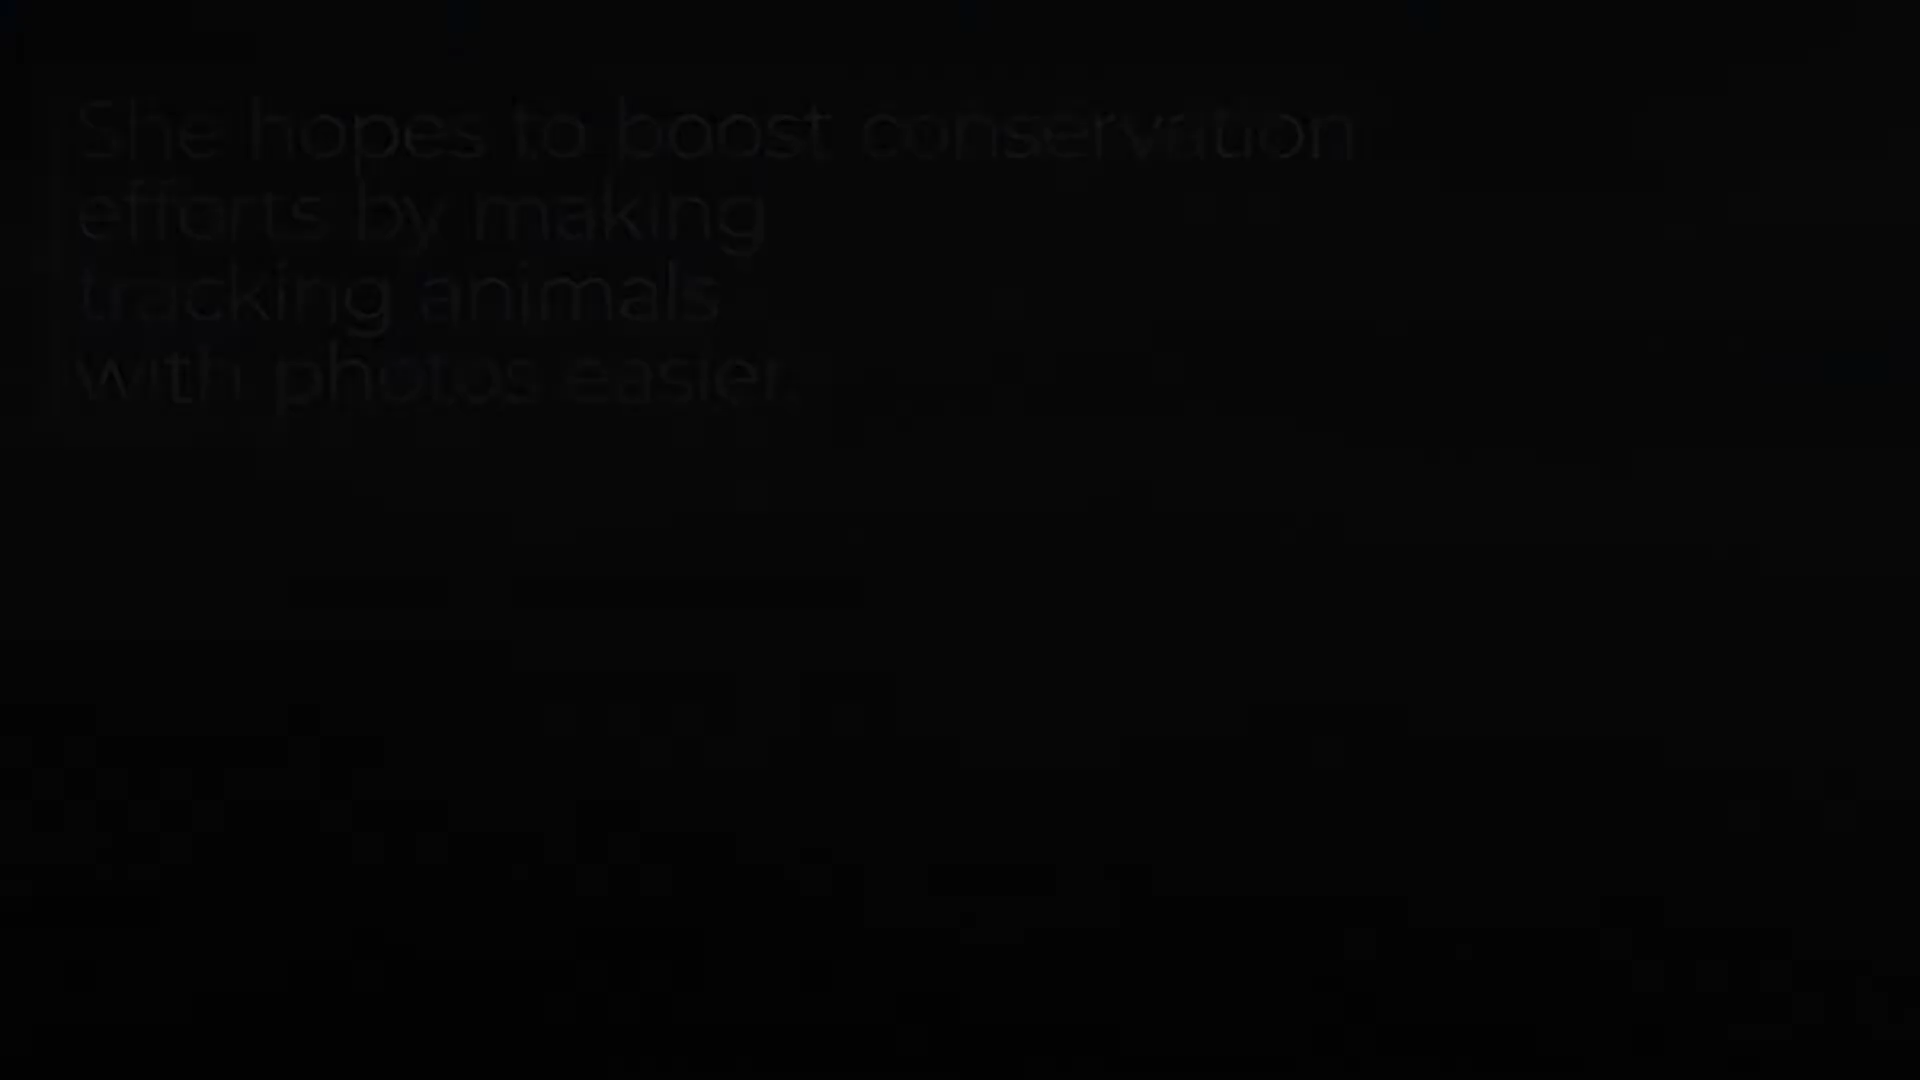 She hopes to boost conservation
efforts by making
tracking animals
with photos easier.